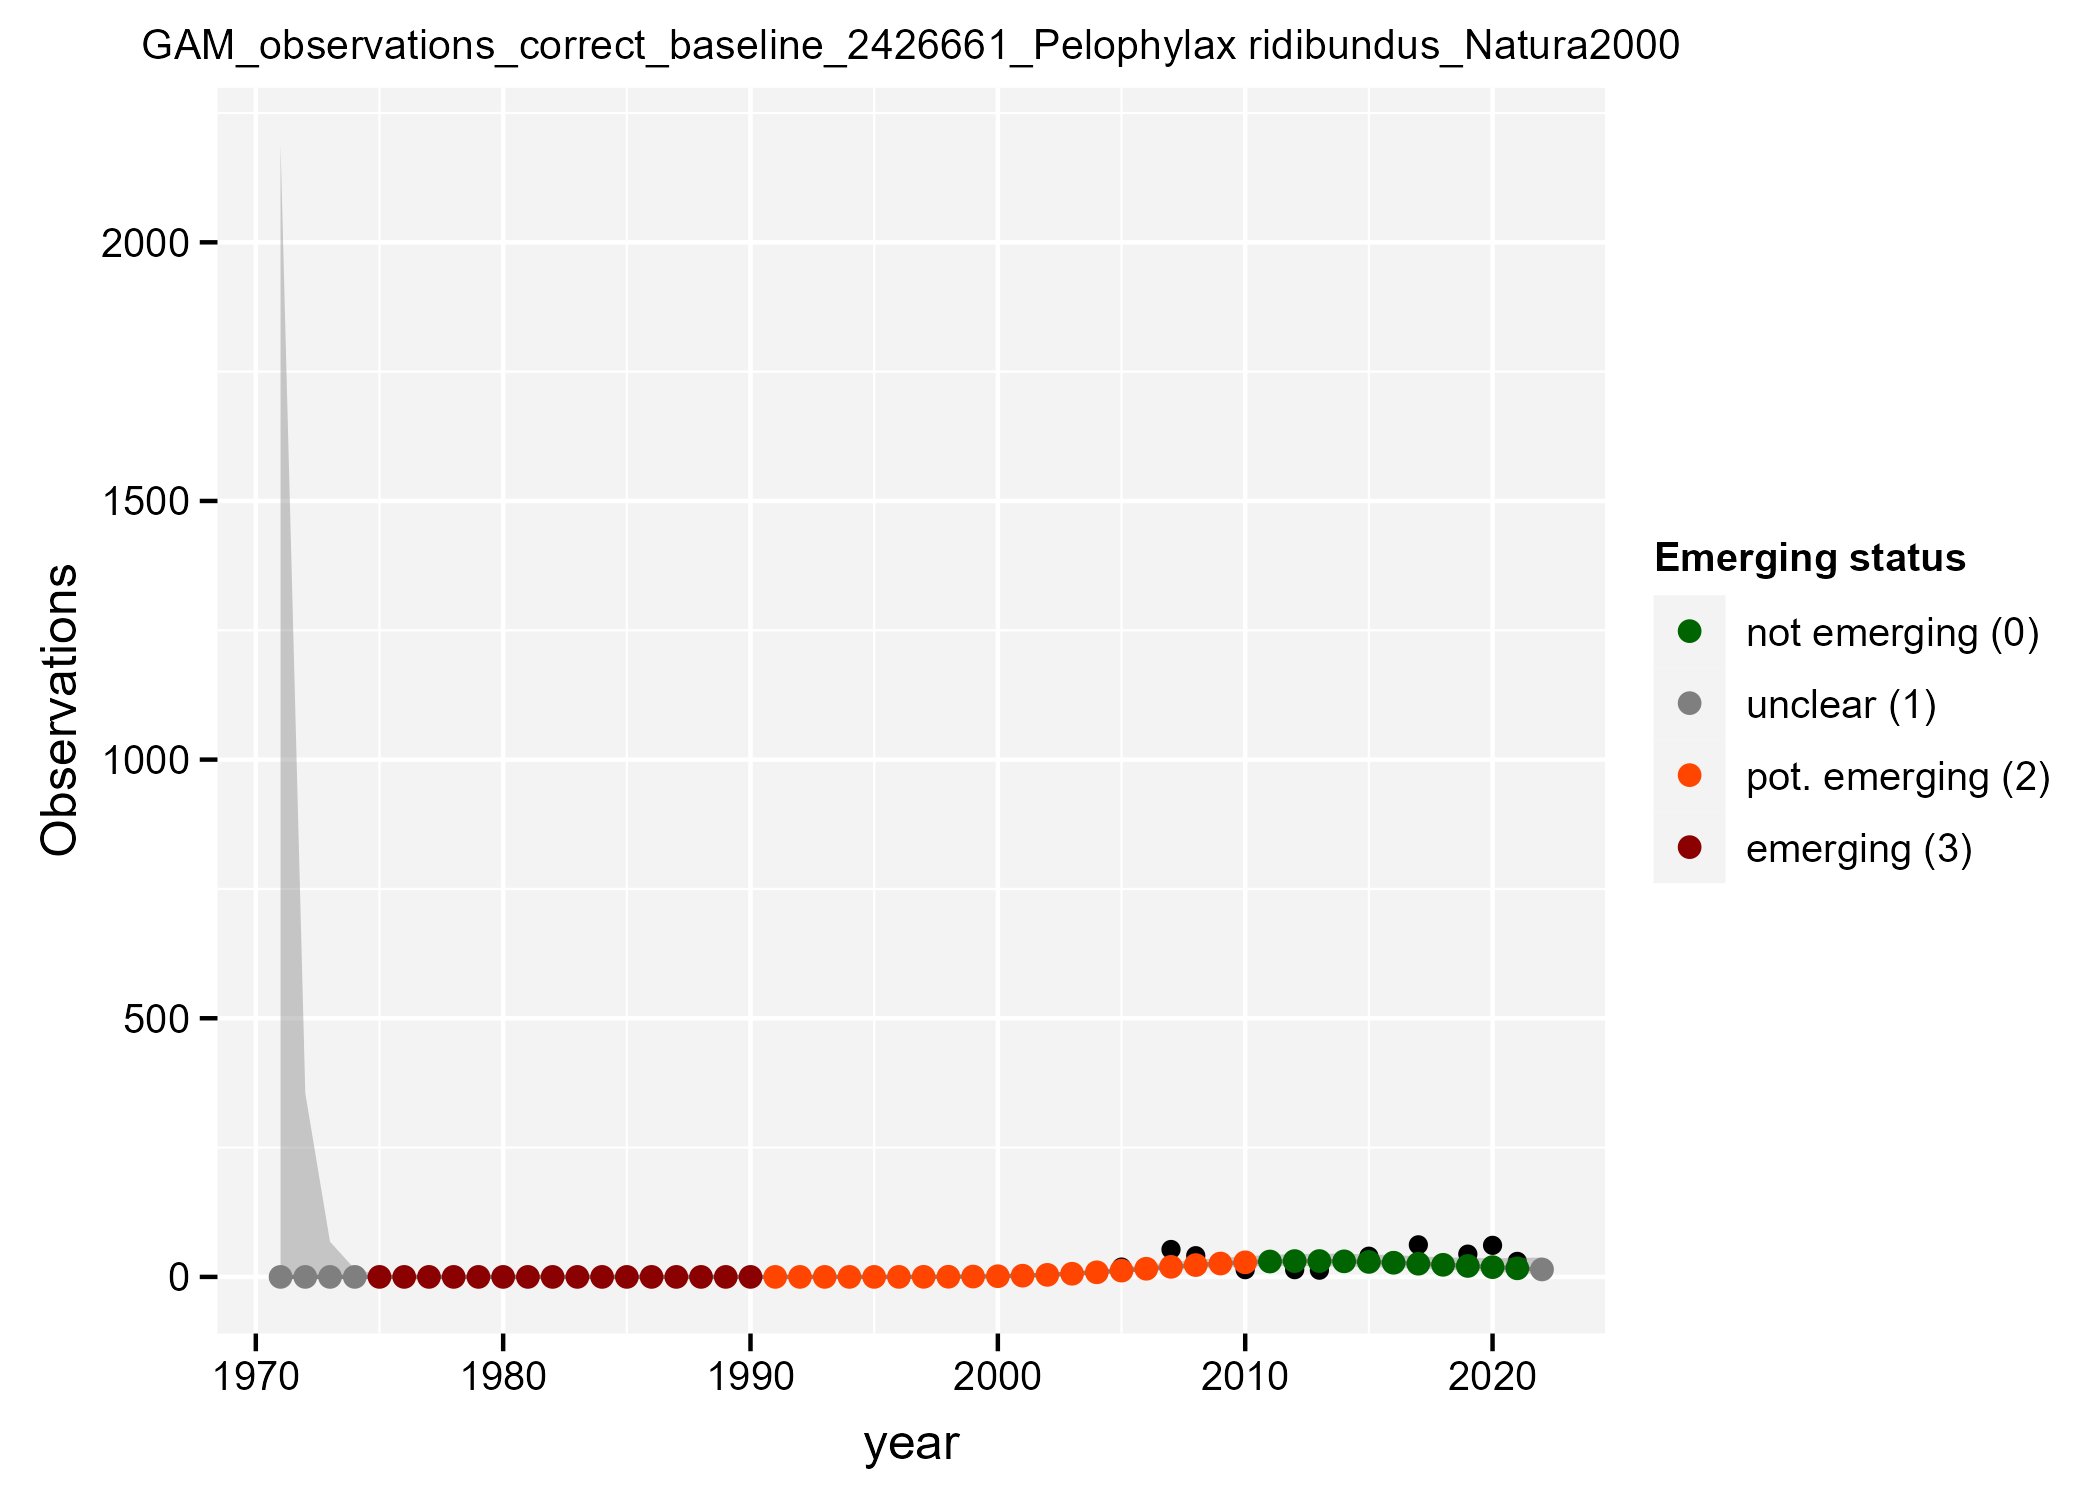 GAM_observations_correct_baseline_2426661_Pelophylax ridibundus_Natura2000
2000
1500
1000
500
0
Observations
1970
1980
1990
2000
2010
2020
year
Emerging status
not emerging (0)
unclear (1)
pot. emerging (2)
emerging (3)